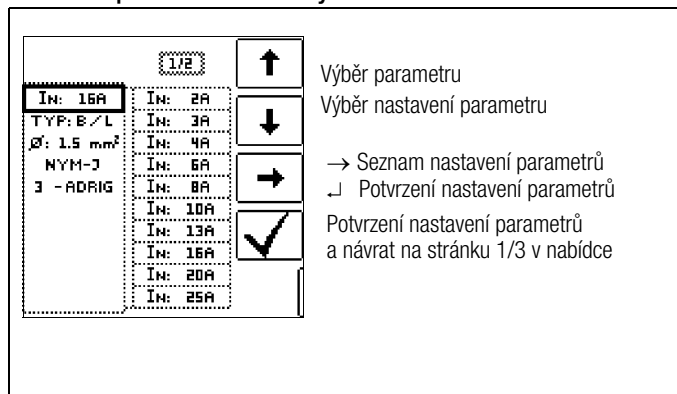 1/2
IN: 16A
TYP: B/L
Ø: 1.5 mm²
NYM-J
3 -ADRIG
IN: 2A
IN: 3A
IN: 4A
IN: 6A
IN: 8A
IN: 10A
IN: 13A
IN: 16A
IN: 20A
IN: 25A
Výběr parametru
Výběr nastavení parametru
→ Seznam nastavení parametrů
↵ Potvrzení nastavení parametrů
Potvrzení nastavení parametrů
a návrat na stránku 1/3 v nabídce